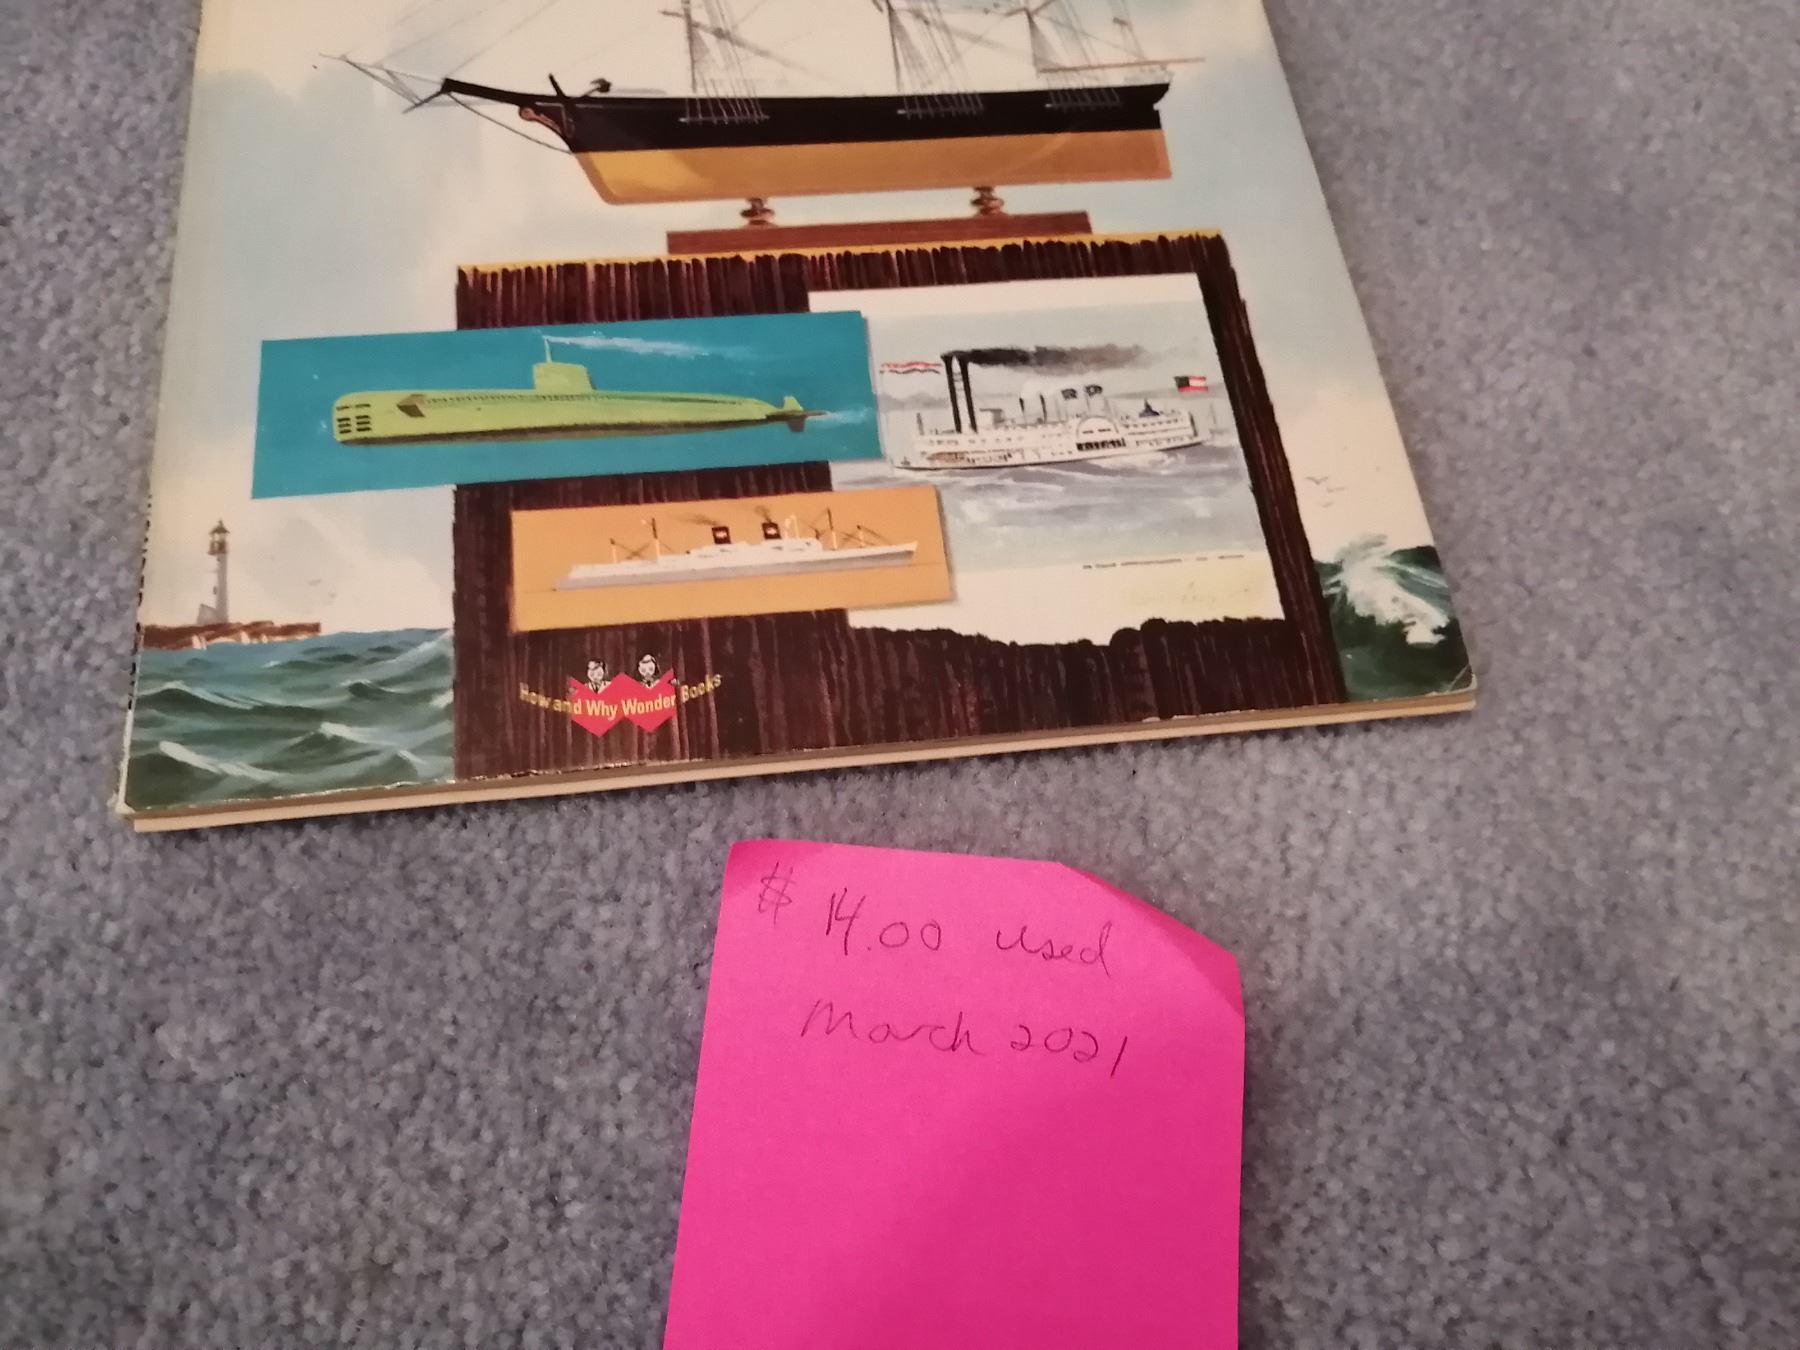 How and Why Wonder Books
$ 14.00 used
March 2021